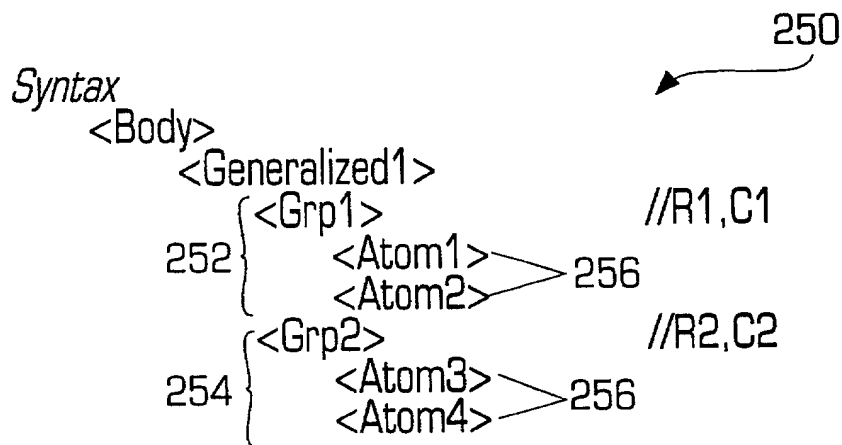 250
Syntax
<Body>
<Generalized1>
<Grp1> //R1,C1
252 <Atom1> 256
<Atom2>
<Grp2> //R2,C2
254 <Atom3> 256
<Atom4>